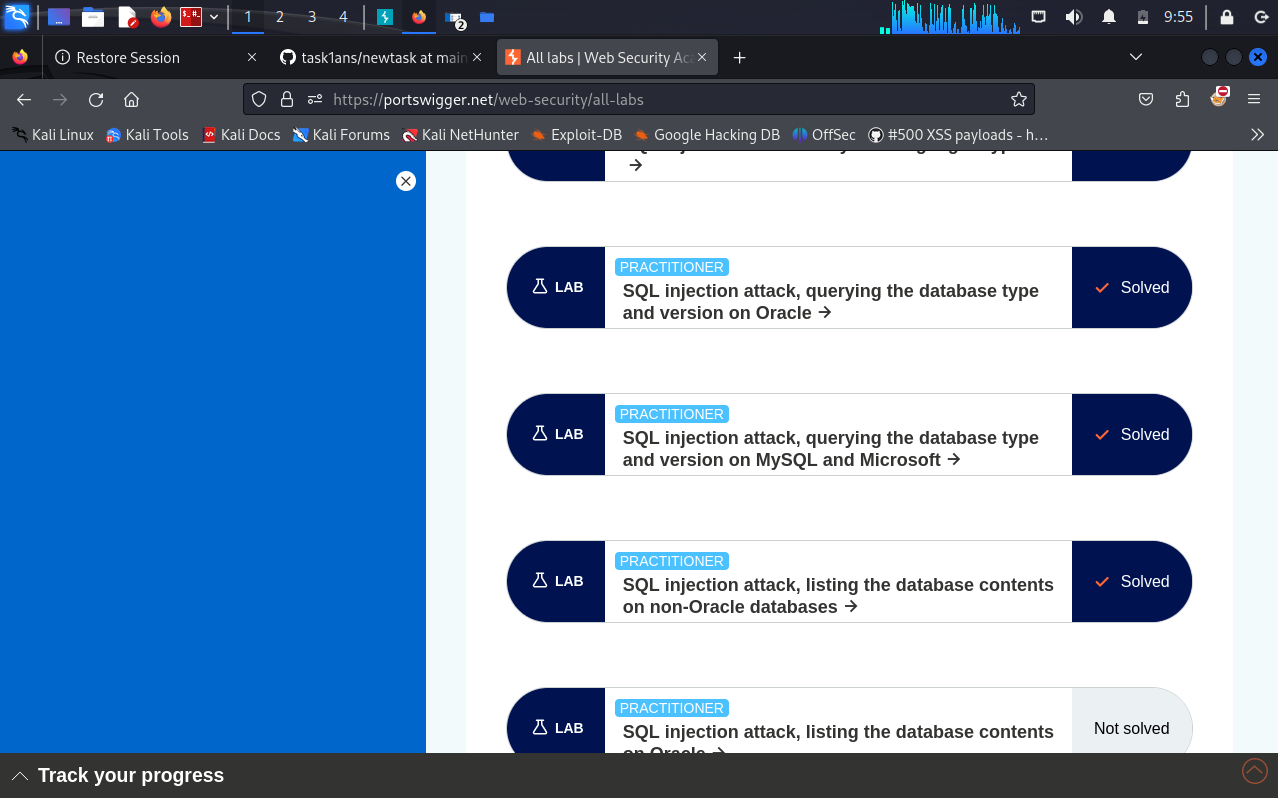 1 2 3 4 2 9:55
Restore Session task1ans/newtask at main All labs | Web Security Aca
https://portswigger.net/web-security/all-labs
Kali Linux Kali Tools Kali Docs Kali Forums Kali NetHunter Exploit-DB Google Hacking DB OffSec #500 XSS payloads - h…
LAB
PRACTITIONER
SQL injection attack, querying the database type
and version on Oracle →
Solved
LAB
PRACTITIONER
SQL injection attack, querying the database type
and version on MySQL and Microsoft →
Solved
LAB
PRACTITIONER
SQL injection attack, listing the database contents
on non-Oracle databases →
Solved
LAB
PRACTITIONER
SQL injection attack, listing the database contents
on Oracle →
Not solved
Track your progress